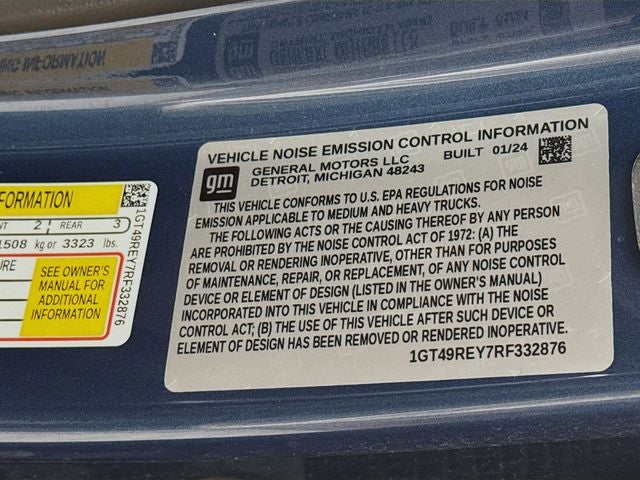 VEHICLE NOISE EMISSION CONTROL INFORMATION
gm
GENERAL MOTORS LLC BUILT 01/24
DETROIT, MICHIGAN 48243
THIS VEHICLE CONFORMS TO U.S. EPA REGULATIONS FOR NOISE
EMISSION APPLICABLE TO MEDIUM AND HEAVY TRUCKS.
THE FOLLOWING ACTS OR THE CAUSING THEREOF BY ANY PERSON
ARE PROHIBITED BY THE NOISE CONTROL ACT OF 1972: (A) THE
REMOVAL OR RENDERING INOPERATIVE, OTHER THAN FOR PURPOSES
OF MAINTENANCE, REPAIR, OR REPLACEMENT, OF ANY NOISE CONTROL
DEVICE OR ELEMENT OF DESIGN (LISTED IN THE OWNER'S MANUAL)
INCORPORATED INTO THIS VEHICLE IN COMPLIANCE WITH THE NOISE
CONTROL ACT; (B) THE USE OF THIS VEHICLE AFTER SUCH DEVICE OR
ELEMENT OF DESIGN HAS BEEN REMOVED OR RENDERED INOPERATIVE.
1GT49REY7RF332876
FORMATION
2 REAR 3
1508 kg or 3323 lbs.
SEE OWNER'S
MANUAL FOR
ADDITIONAL
INFORMATION
1GT49REY7RF332876